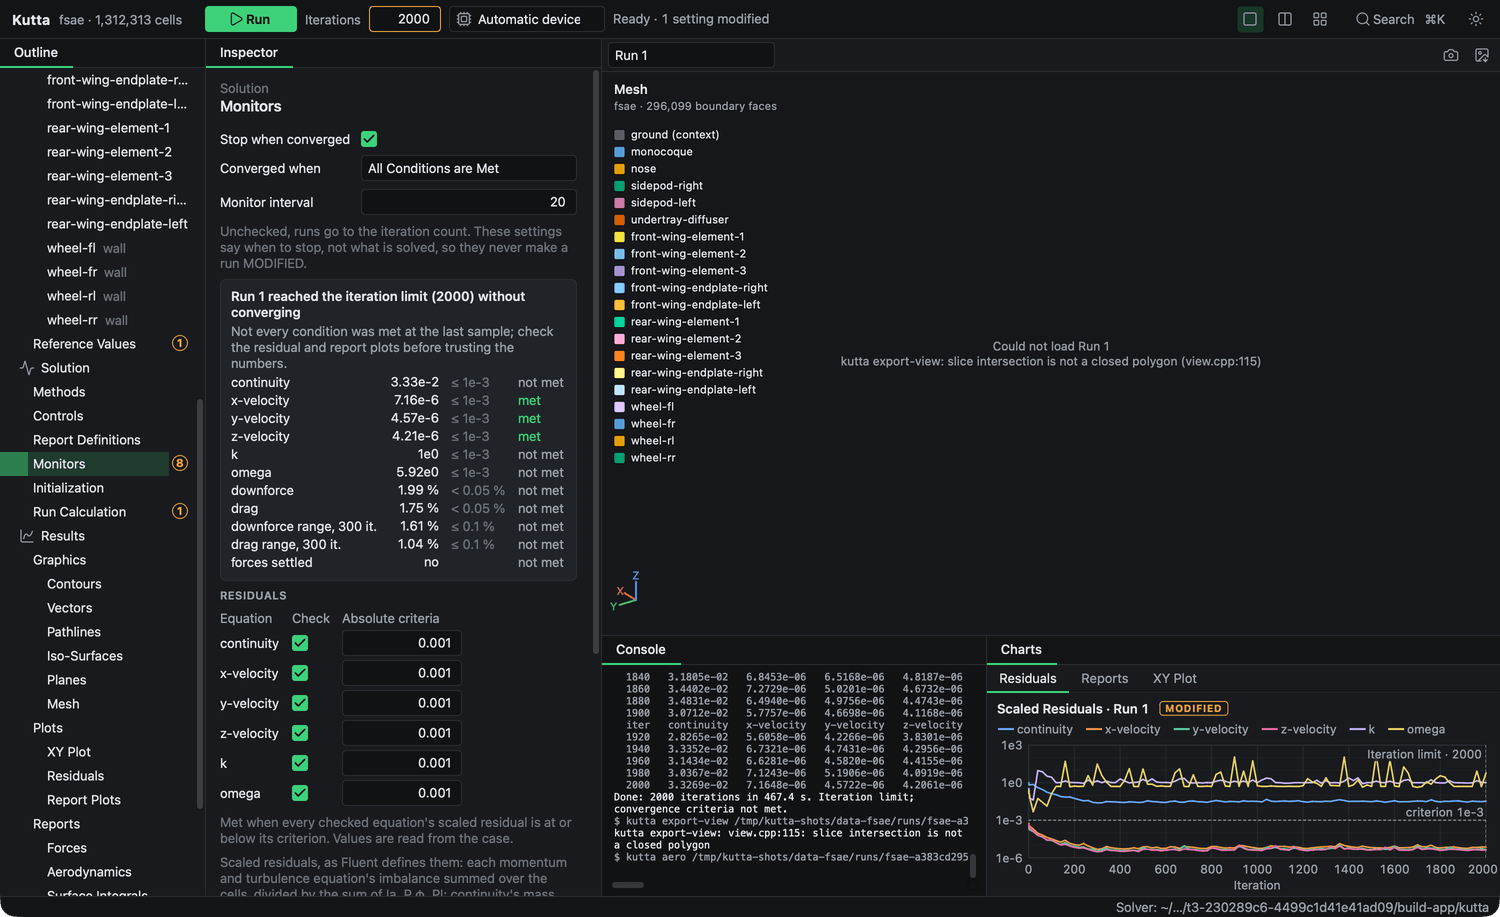 Kutta fsae · 1,312,313 cells Run Iterations 2000 Automatic device Ready · 1 setting modified Search ⌘K
Outline
front-wing-endplate-r...
front-wing-endplate-l...
rear-wing-element-1
rear-wing-element-2
rear-wing-element-3
rear-wing-endplate-ri...
rear-wing-endplate-left
wheel-fl wall
wheel-fr wall
wheel-rl wall
wheel-rr wall
Reference Values 1
Solution
Methods
Controls
Report Definitions
Monitors 8
Initialization
Run Calculation 1
Results
Graphics
Contours
Vectors
Pathlines
Iso-Surfaces
Planes
Mesh
Plots
XY Plot
Residuals
Report Plots
Reports
Forces
Aerodynamics
Surface Integrals
Inspector
Solution
Monitors
Stop when converged
Converged when All Conditions are Met
Monitor interval 20
Unchecked, runs go to the iteration count. These settings
say when to stop, not what is solved, so they never make a
run MODIFIED.
Run 1 reached the iteration limit (2000) without
converging
Not every condition was met at the last sample; check
the residual and report plots before trusting the
numbers.
continuity 3.33e-2 ≤ 1e-3 not met
x-velocity 7.16e-6 ≤ 1e-3 met
y-velocity 4.57e-6 ≤ 1e-3 met
z-velocity 4.21e-6 ≤ 1e-3 met
k 1e0 ≤ 1e-3 not met
omega 5.92e0 ≤ 1e-3 not met
downforce 1.99 % < 0.05 % not met
drag 1.75 % < 0.05 % not met
downforce range, 300 it. 1.61 % ≤ 0.1 % not met
drag range, 300 it. 1.04 % ≤ 0.1 % not met
forces settled no not met
RESIDUALS
Equation Check Absolute criteria
continuity 0.001
x-velocity 0.001
y-velocity 0.001
z-velocity 0.001
k 0.001
omega 0.001
Met when every checked equation's scaled residual is at or
below its criterion. Values are read from the case.
Scaled residuals, as Fluent defines them: each momentum
and turbulence equation's imbalance summed over the
cells, divided by the sum of |a_P φ_P|; continuity's mass
Run 1
Mesh
fsae · 296,099 boundary faces
ground (context)
monocoque
nose
sidepod-right
sidepod-left
undertray-diffuser
front-wing-element-1
front-wing-element-2
front-wing-element-3
front-wing-endplate-right
front-wing-endplate-left
rear-wing-element-1
rear-wing-element-2
rear-wing-element-3
rear-wing-endplate-right
rear-wing-endplate-left
wheel-fl
wheel-fr
wheel-rl
wheel-rr
Could not load Run 1
kutta export-view: slice intersection is not a closed polygon (view.cpp:115)
Z
X
Y
Console
1840 3.1805e-02 6.8453e-06 6.5168e-06 4.8187e-06
1860 3.4402e-02 7.2729e-06 5.0201e-06 4.6732e-06
1880 3.4831e-02 6.4940e-06 4.9756e-06 4.4743e-06
1900 3.0712e-02 5.7757e-06 4.6698e-06 4.1168e-06
iter continuity x-velocity y-velocity z-velocity
1920 2.8265e-02 5.6058e-06 4.2266e-06 3.8301e-06
1940 3.3352e-02 6.7321e-06 4.7431e-06 4.2956e-06
1960 3.1434e-02 6.6281e-06 4.5820e-06 4.4155e-06
1980 3.0367e-02 7.1243e-06 5.1906e-06 4.0919e-06
2000 3.3269e-02 7.1648e-06 4.5722e-06 4.2061e-06
Done: 2000 iterations in 467.4 s. Iteration limit;
convergence criteria not met.
$ kutta export-view /tmp/kutta-shots/data-fsae/runs/fsae-a3
kutta export-view: view.cpp:115: slice intersection is not
a closed polygon
$ kutta aero /tmp/kutta-shots/data-fsae/runs/fsae-a383cd295
Charts
Residuals Reports XY Plot
Scaled Residuals · Run 1 MODIFIED
continuity x-velocity y-velocity z-velocity k omega
1e3
1e0
1e-3
1e-6
Iteration limit · 2000
criterion 1e-3
0 200 400 600 800 1000 1200 1400 1600 1800 2000
Iteration
Solver: ~/.../t3-230289c6-4499c1d41e41ad09/build-app/kutta